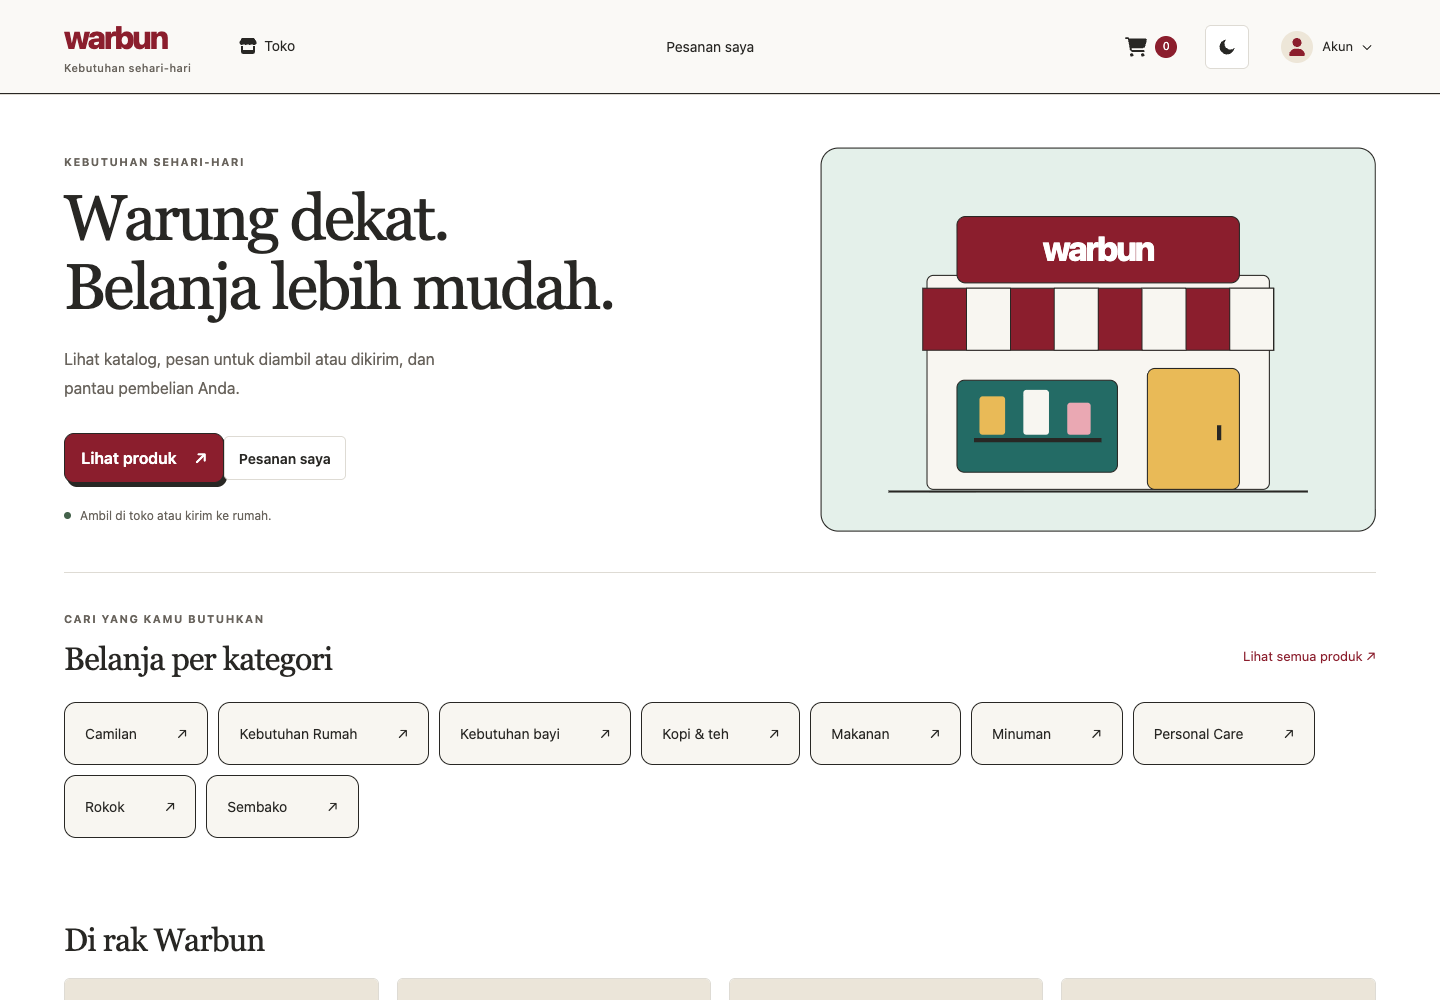 warbun
Kebutuhan sehari-hari
Toko
Pesanan saya
0
Akun
KEBUTUHAN SEHARI-HARI
Warung dekat.
Belanja lebih mudah.
Lihat katalog, pesan untuk diambil atau dikirim, dan
pantau pembelian Anda.
Lihat produk
Pesanan saya
Ambil di toko atau kirim ke rumah.
warbun
CARI YANG KAMU BUTUHKAN
Belanja per kategori
Lihat semua produk
Camilan
Kebutuhan Rumah
Kebutuhan bayi
Kopi & teh
Makanan
Minuman
Personal Care
Rokok
Sembako
Di rak Warbun